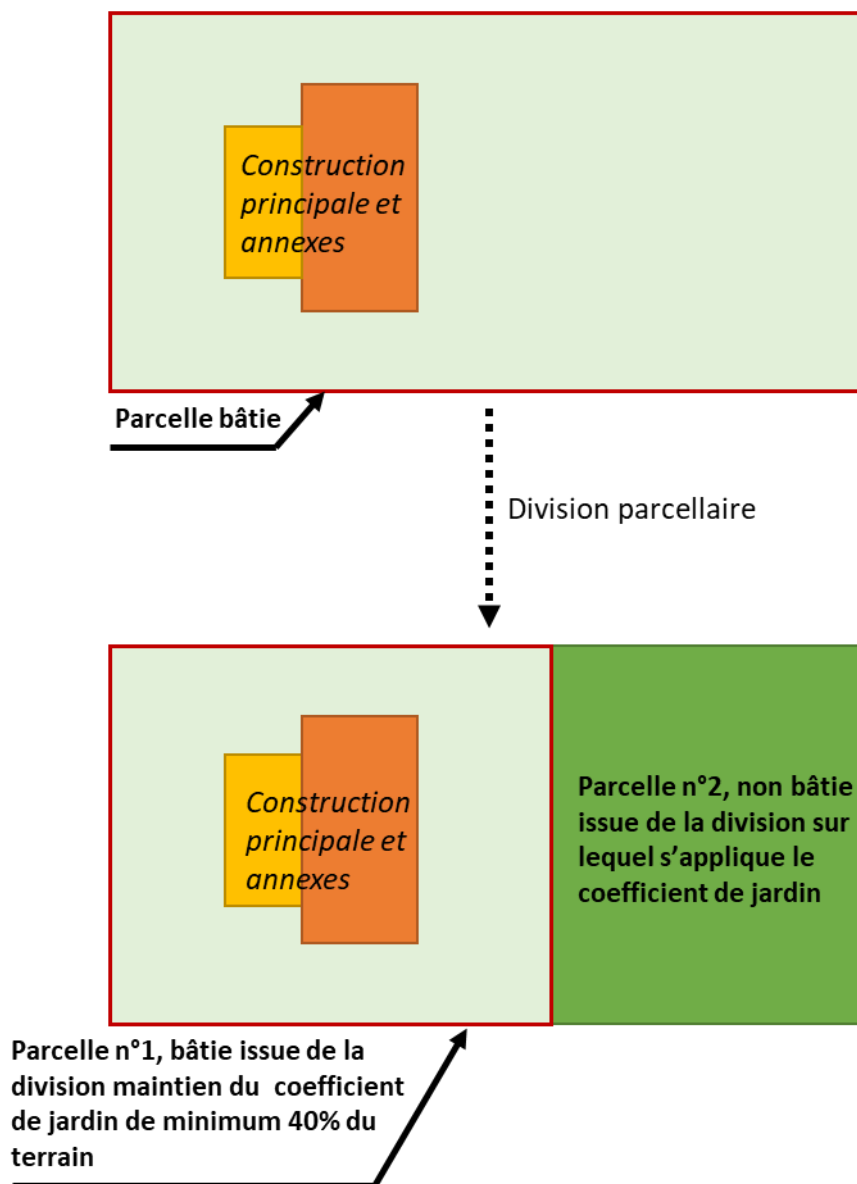 Construction
principale et
annexes
Parcelle bâtie
Division parcellaire
Construction
principale et
annexes
Parcelle n°2, non bâtie
issue de la division sur
lequel s’applique le
coefficient de jardin
Parcelle n°1, bâtie issue de la
division maintien du coefficient
de jardin de minimum 40% du
terrain